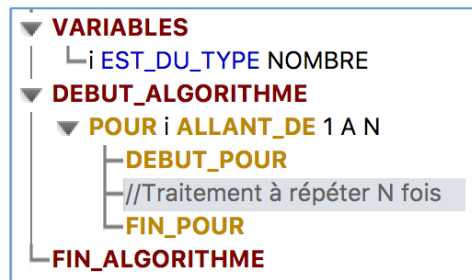 VARIABLES
i EST_DU_TYPE NOMBRE
DEBUT_ALGORITHME
POUR i ALLANT_DE 1 A N
DEBUT_POUR
//Traitement à répéter N fois
FIN_POUR
FIN_ALGORITHME